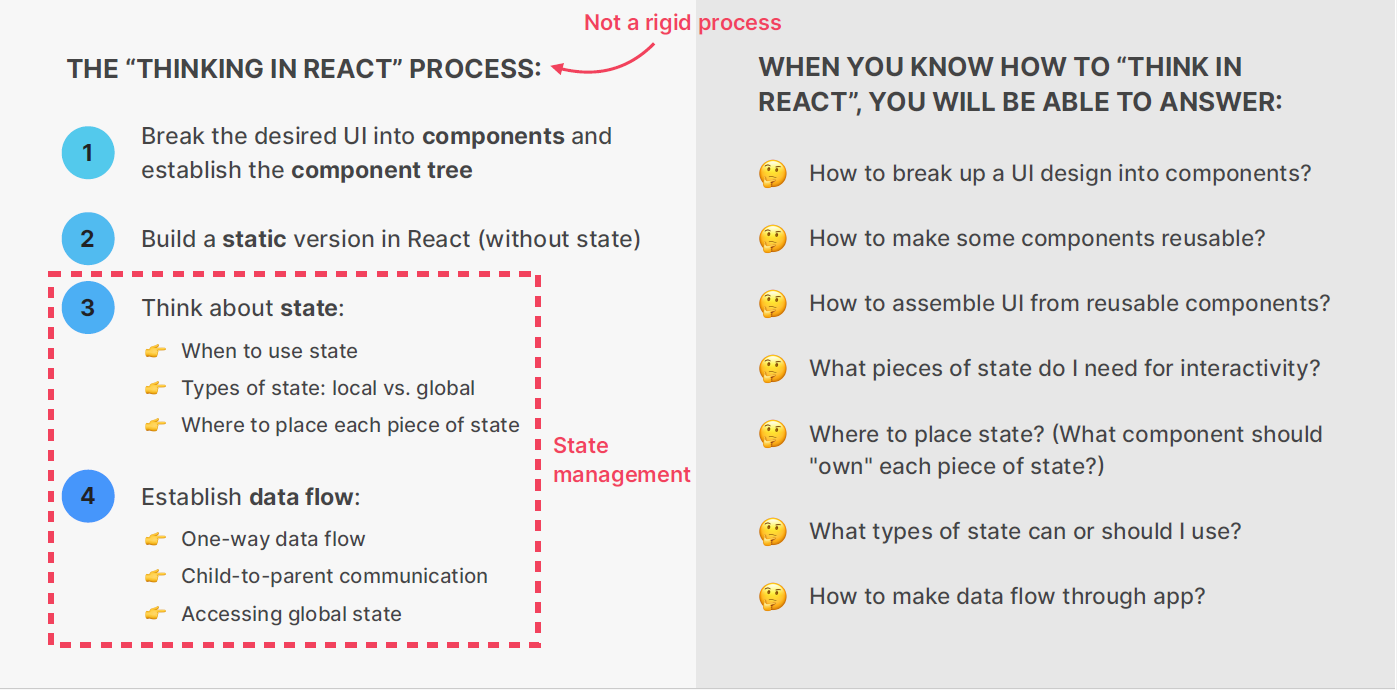 Not a rigid process
THE “THINKING IN REACT” PROCESS:
1
Break the desired UI into components and
establish the component tree
2
Build a static version in React (without state)
3
Think about state:
When to use state
Types of state: local vs. global
Where to place each piece of state
4
Establish data flow:
One-way data flow
Child-to-parent communication
Accessing global state
State
management
WHEN YOU KNOW HOW TO “THINK IN
REACT”, YOU WILL BE ABLE TO ANSWER:
How to break up a UI design into components?
How to make some components reusable?
How to assemble UI from reusable components?
What pieces of state do I need for interactivity?
Where to place state? (What component should
"own" each piece of state?)
What types of state can or should I use?
How to make data flow through app?